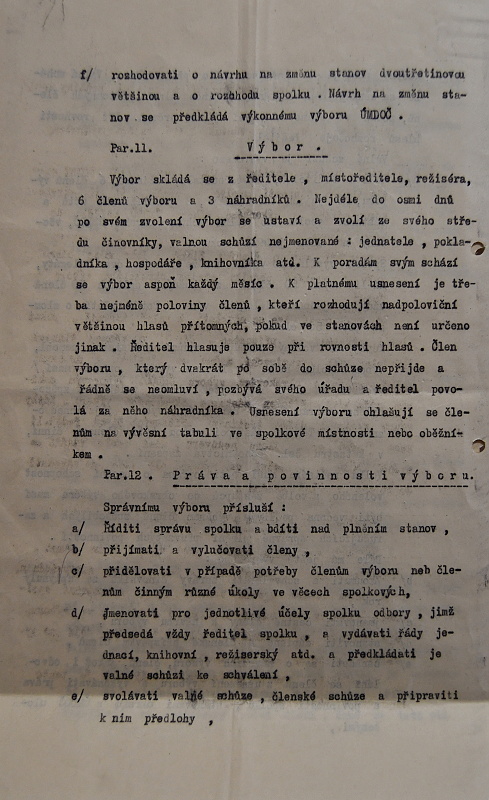 f/ rozhodovati o návrhu na změnu stanov dvoutřetinovou
většinou a o rozchodu spolku . Návrh na změnu sta-
nov se předkládá výkonnému výboru ÚMDOČ .
Par.11. Výbor .
Výbor skládá se z ředitele , místoředitele, režiséra,
6 členů výboru a 3 náhradníků . Nejdéle do osmi dnů
po svém zvolení výbor se ustaví a zvolí ze svého stře-
du činovníky, valnou schůzí nejmenované : jednatele , pokla-
dníka , hospodáře , knihovníka atd. K poradám svým schází
se výbor aspoň každý měsíc . K platnému usnesení je tře-
ba nejméně poloviny členů , kteří rozhodují nadpoloviční
většinou hlasů přítomných, pokud ve stanovách není určeno
jinak . Ředitel hlasuje pouze při rovnosti hlasů . Člen
výboru , který dvakrát po sobě do schůze nepřijde a
řádně se neomluví , pozbývá svého úřadu a ředitel povo-
lá za něho náhradníka . Usnesení výboru ohlašují se čle-
nům na vývěsní tabuli ve spolkové místnosti nebo oběžní-
kem .
Par.12 . Práva a povinnosti výboru.
Správnímu výboru přísluší :
a/ Říditi správu spolku a bdíti nad plněním stanov ,
b/ přijímati a vylučovati členy ,
c/ přidělovati v případě potřeby členům výboru neb čle-
nům činným různé úkoly ve věcech spolkových,
d/ Jmenovati pro jednotlivé účely spolku odbory , jimž
předsedá vždy ředitel spolku , a vydávati řády je-
dnací, knihovní , režiserský atd. a předkládati je
valné schůzi ke schválení ,
e/ svolávati valné schůze , členské schůze a připraviti
k nim předlohy ,